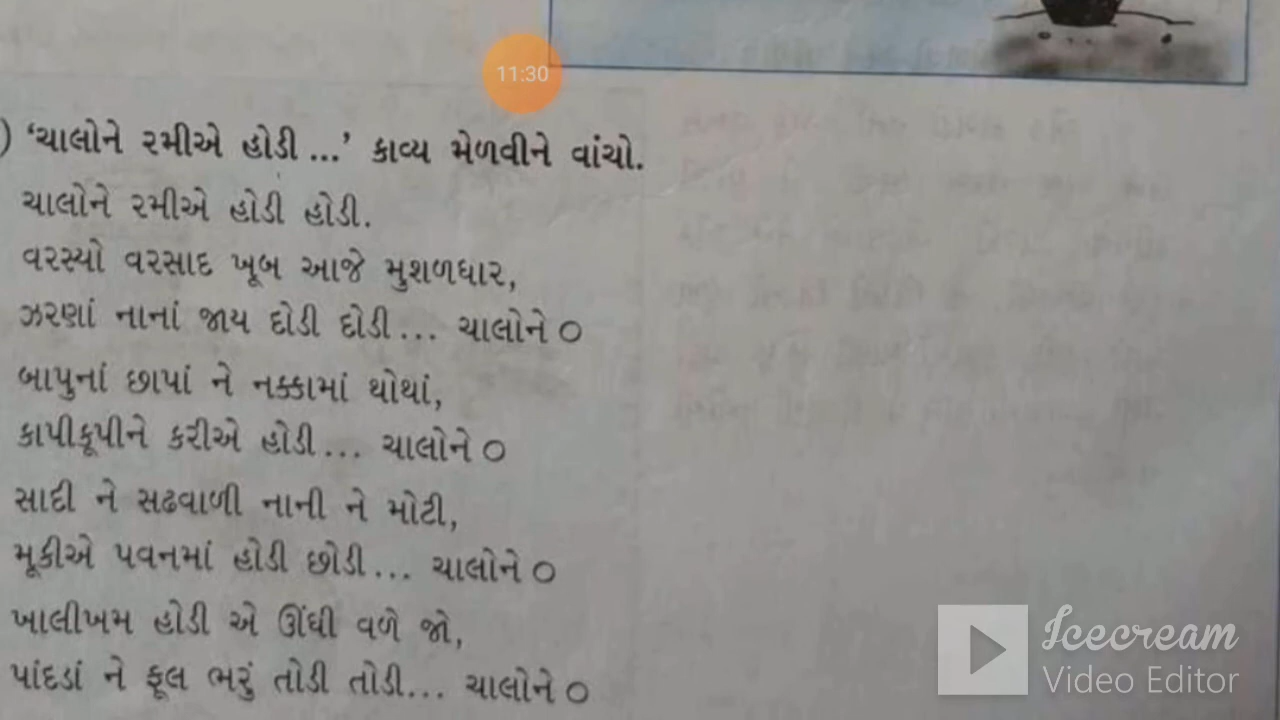 11:30
) ‘ચાલોને રમીએ હોડી ...’ કાવ્ય મેળવીને વાંચો.
ચાલોને રમીએ હોડી હોડી.
વરસ્યો વરસાદ ખૂબ આજે મુશળધાર,
ઝરણાં નાનાં જાય દોડી દોડી... ચાલોને ૦
બાપુનાં છાપાં ને નક્કામાં થોથાં,
કાપીકૂપીને કરીએ હોડી... ચાલોને ૦
સાદી ને સઢવાળી નાની ને મોટી,
મૂકીએ પવનમાં હોડી છોડી... ચાલોને ૦
ખાલીખમ હોડી એ ઊંધી વળે જો,
પાંદડાં ને ફૂલ ભરું તોડી તોડી... ચાલોને ૦
Icecream
Video Editor